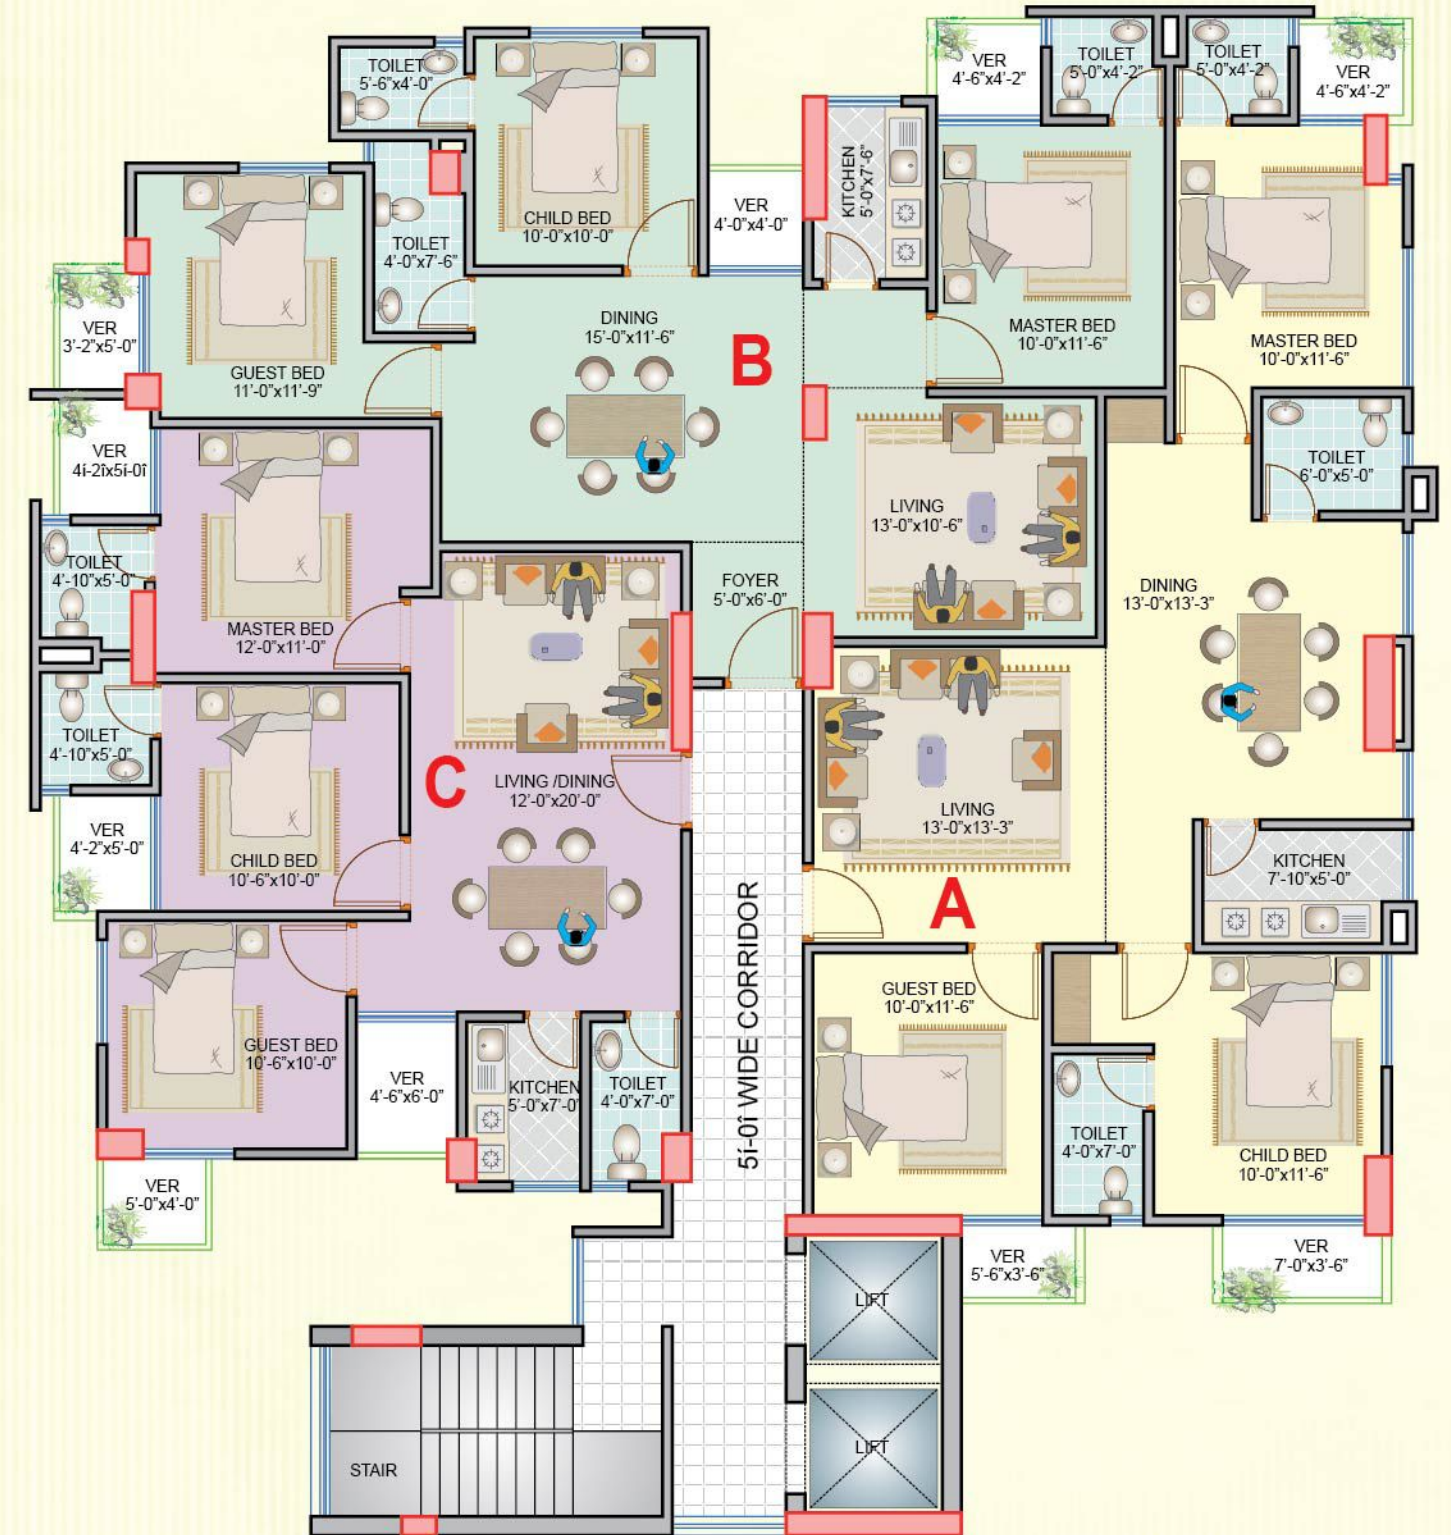 TOILET
5'-6"x4'-0"
CHILD BED
10'-0"x10'-0"
VER
4'-0"x4'-0"
KITCHEN
5'-0"x7'-6"
VER
4'-6"x4'-2"
TOILET
5'-0"x4'-2"
TOILET
5'-0"x4'-2"
VER
4'-6"x4'-2"
TOILET
4'-0"x7'-6"
GUEST BED
11'-0"x11'-9"
VER
3'-2"x5'-0"
DINING
15'-0"x11'-6"
B
MASTER BED
10'-0"x11'-6"
MASTER BED
10'-0"x11'-6"
VER
4í-2îx5í-0î
TOILET
6'-0"x5'-0"
LIVING
13'-0"x10'-6"
TOILET
4'-10"x5'-0"
MASTER BED
12'-0"x11'-0"
FOYER
5'-0"x6'-0"
DINING
13'-0"x13'-3"
TOILET
4'-10"x5'-0"
C
LIVING /DINING
12'-0"x20'-0"
LIVING
13'-0"x13'-3"
VER
4'-2"x5'-0"
CHILD BED
10'-6"x10'-0"
KITCHEN
7'-10"x5'-0"
A
5í-0î WIDE CORRIDOR
GUEST BED
10'-0"x11'-6"
GUEST BED
10'-6"x10'-0"
VER
4'-6"x6'-0"
KITCHEN
5'-0"x7'-0"
TOILET
4'-0"x7'-0"
TOILET
4'-0"x7'-0"
CHILD BED
10'-0"x11'-6"
VER
5'-0"x4'-0"
VER
5'-6"x3'-6"
VER
7'-0"x3'-6"
LIFT
LIFT
STAIR